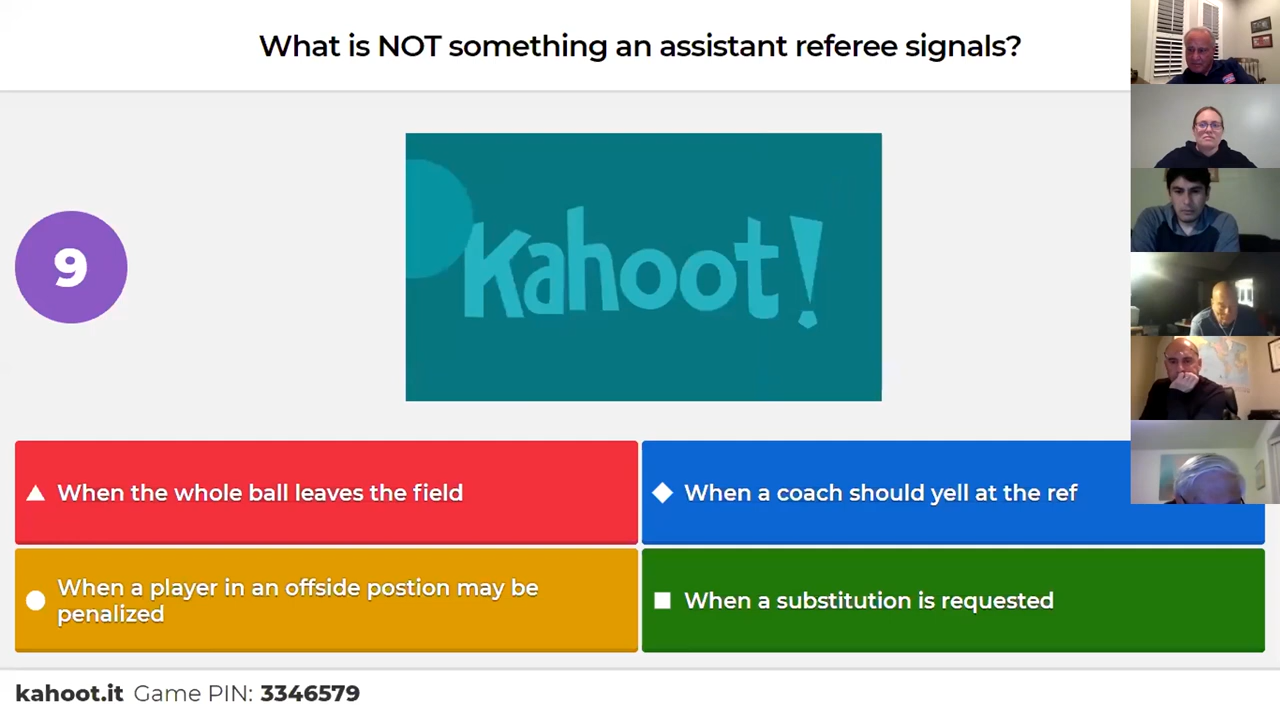 What is NOT something an assistant referee signals?
9
Kahoot!
When the whole ball leaves the field
When a coach should yell at the ref
When a player in an offside postion may be
penalized
When a substitution is requested
kahoot.it Game PIN: 3346579